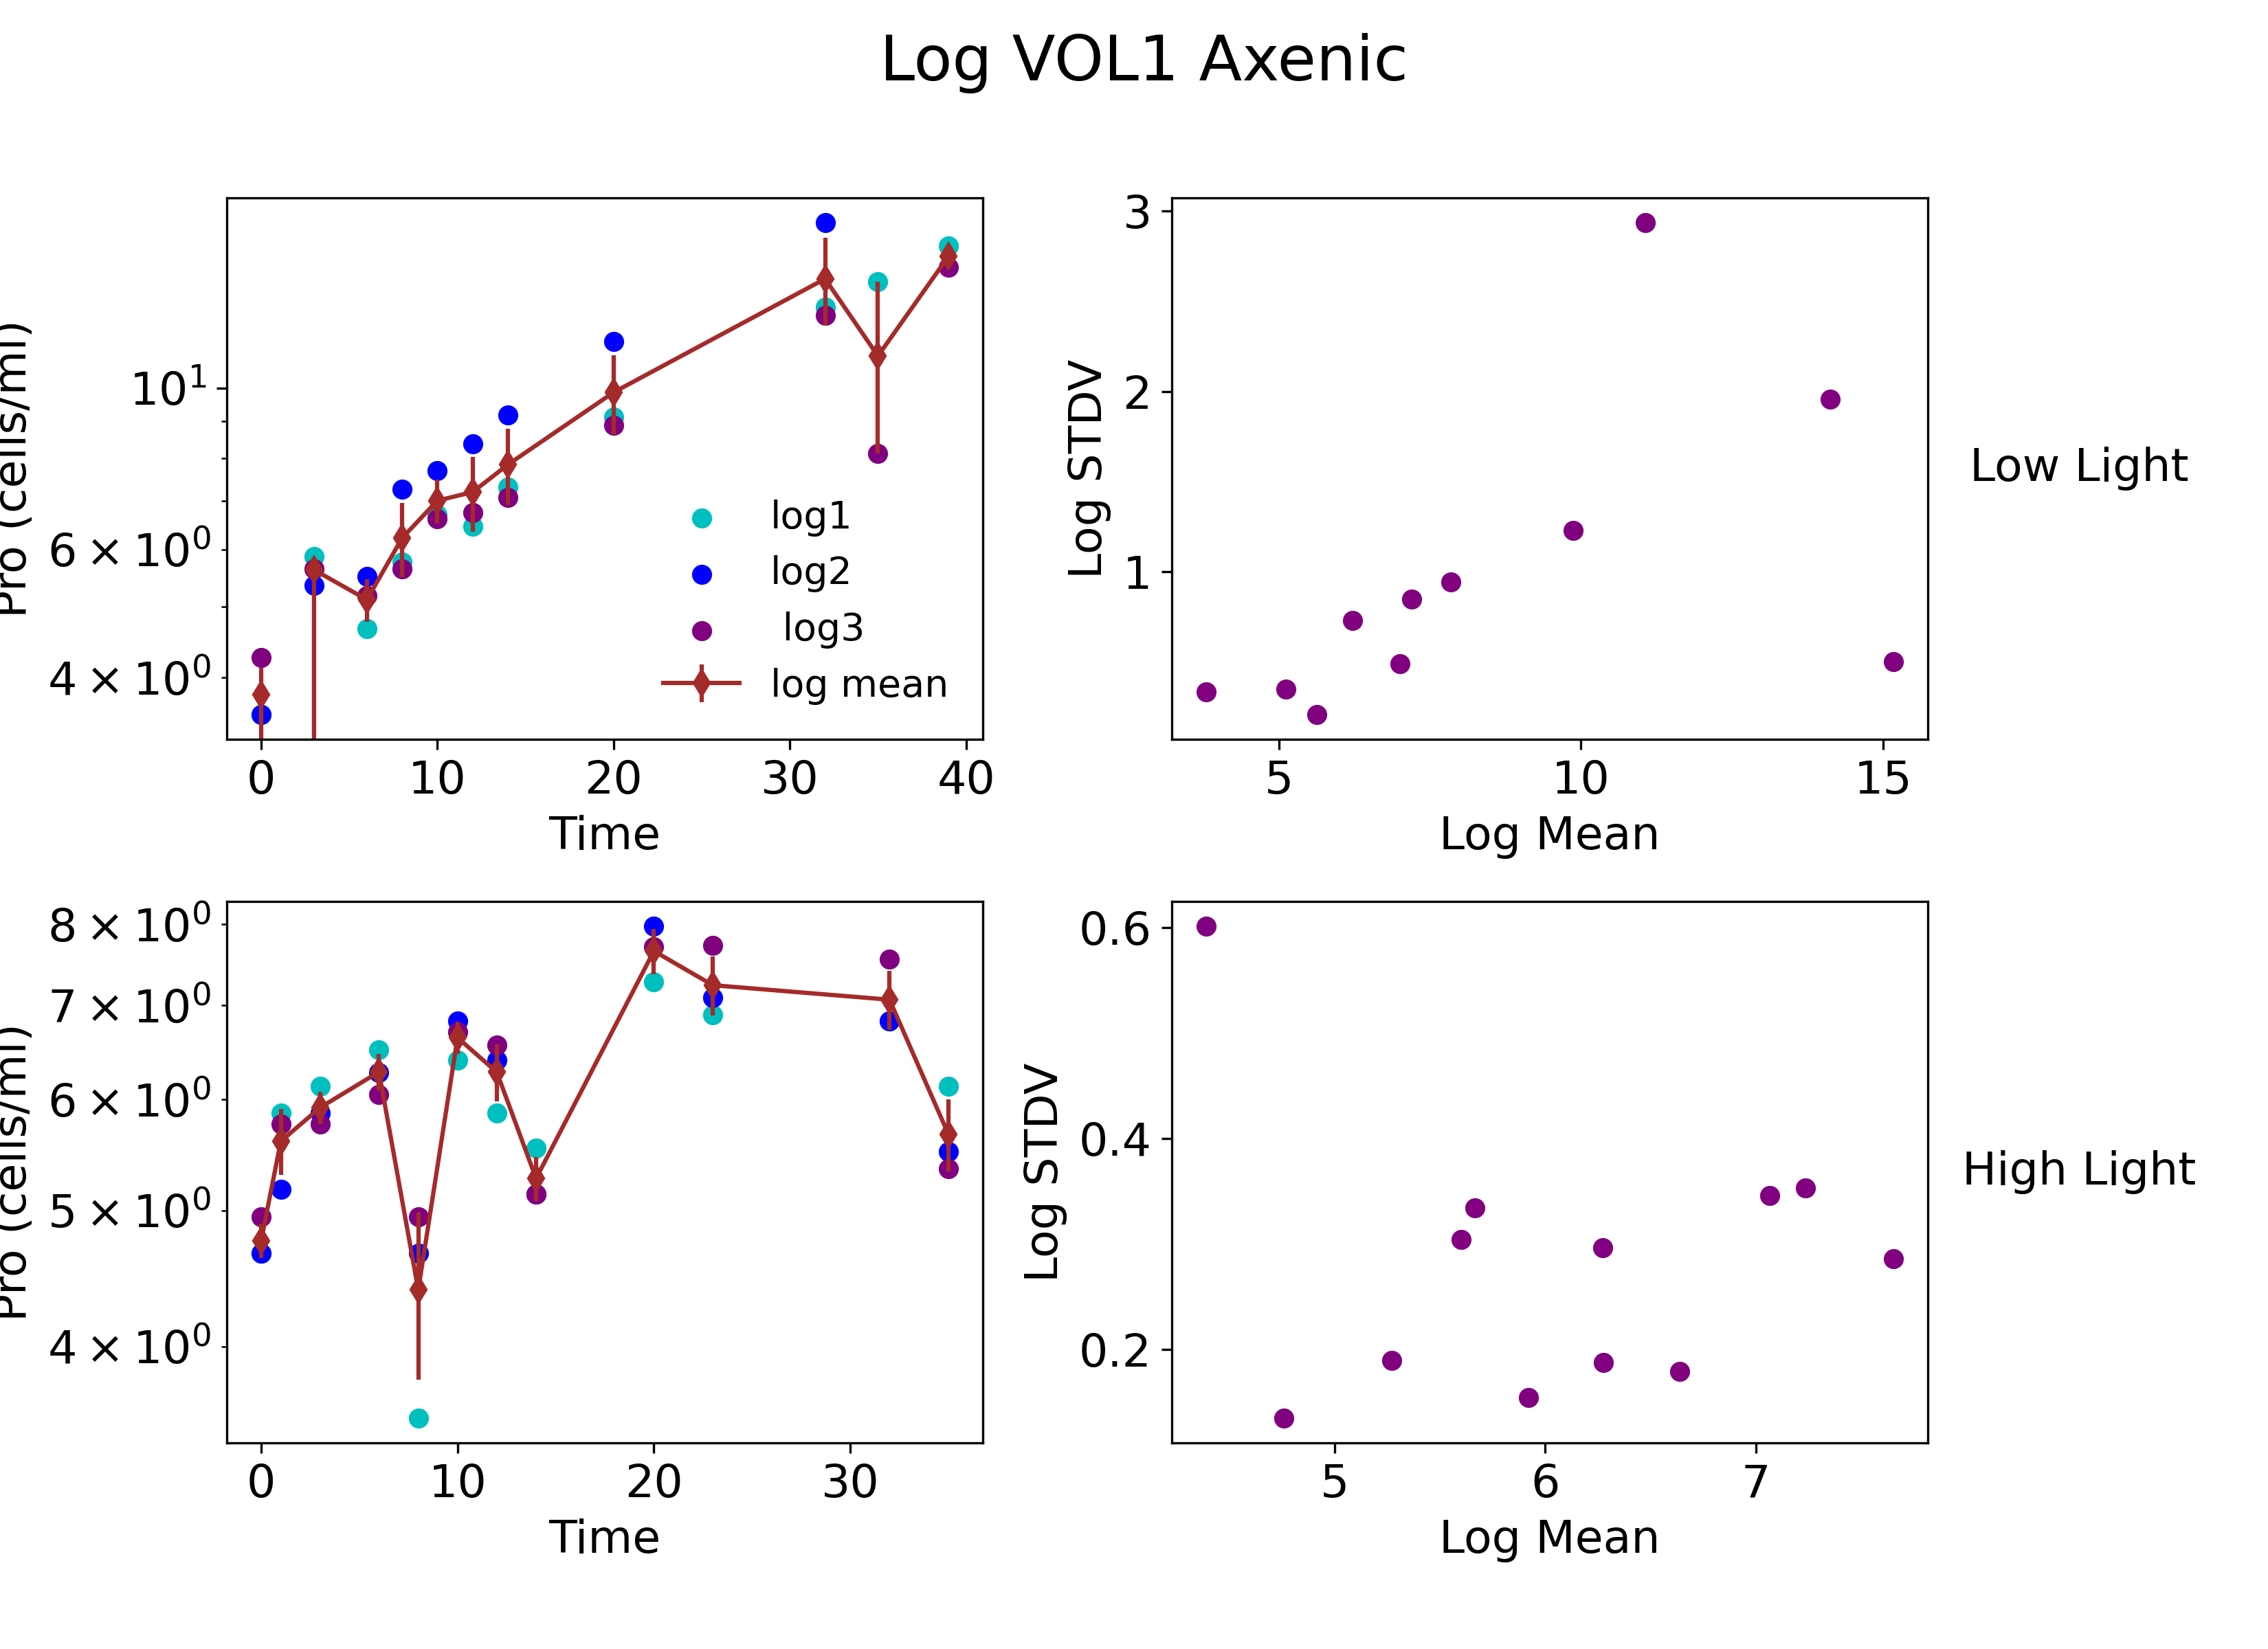 Log VOL1 Axenic
Pro (cells/ml)
10¹
6 × 10⁰
4 × 10⁰
log1
log2
log3
log mean
0 10 20 30 40
Time
Log STDV
3
2
1
5 10 15
Log Mean
Low Light
Pro (cells/ml)
8 × 10⁰
7 × 10⁰
6 × 10⁰
5 × 10⁰
4 × 10⁰
0 10 20 30
Time
Log STDV
0.6
0.4
0.2
5 6 7
Log Mean
High Light